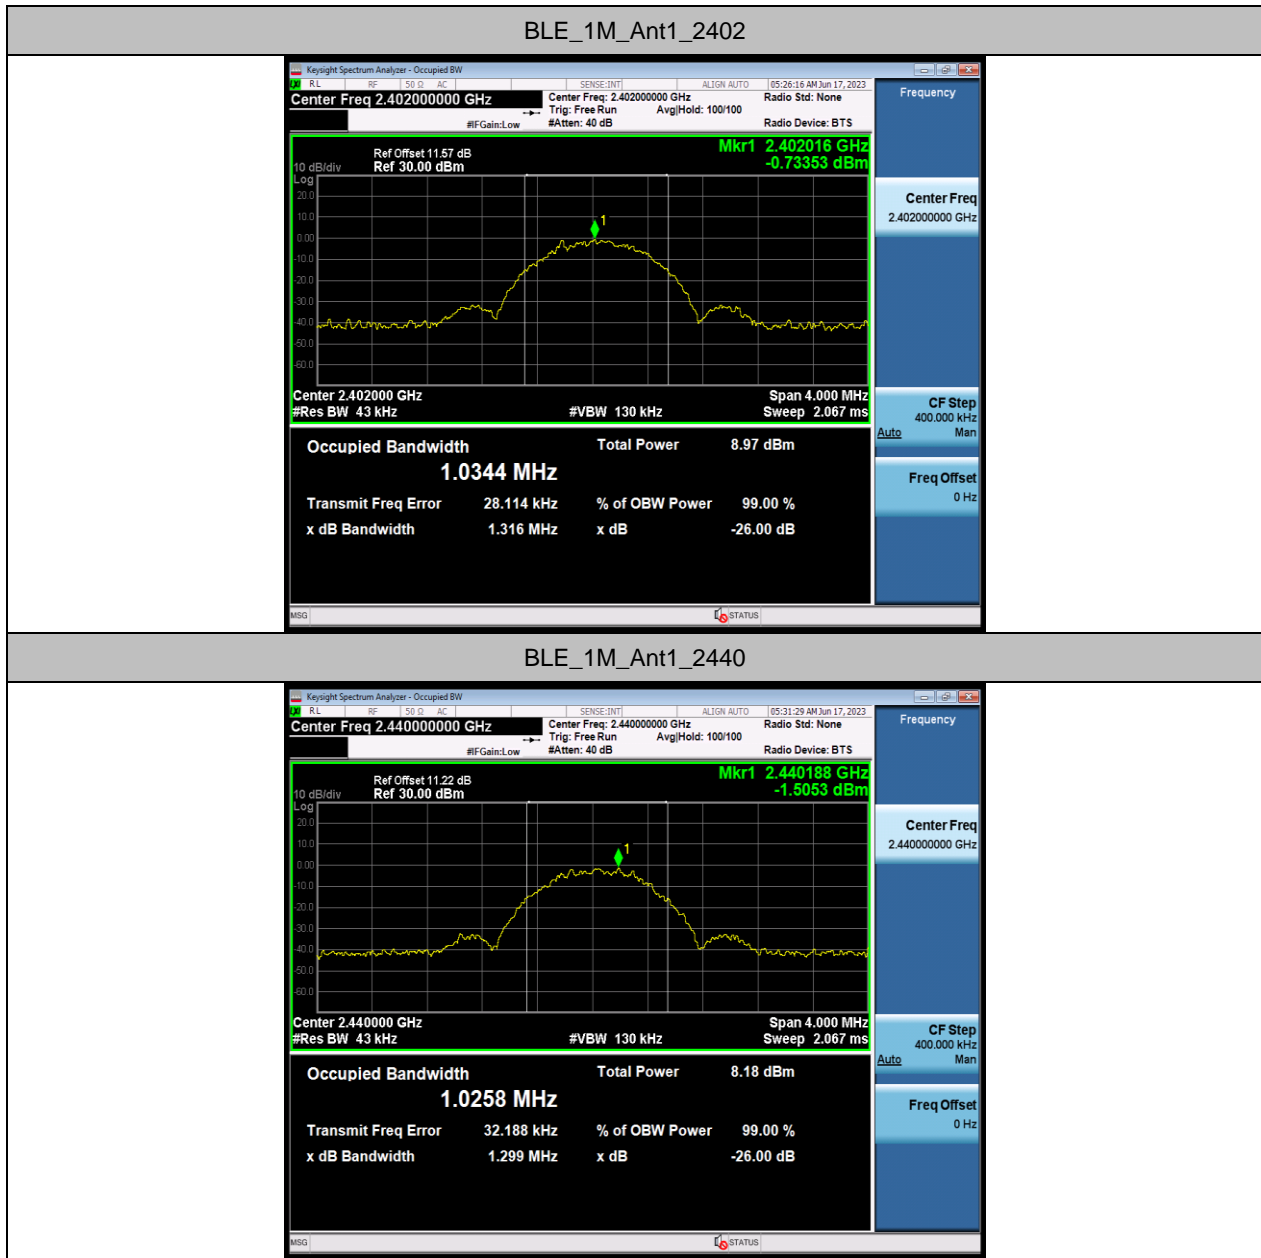 BLE_1M_Ant1_2402
Keysight Spectrum Analyzer - Occupied BW
RL RF 50 Ω AC SENSE:INT ALIGN AUTO 05:26:16 AM Jun 17, 2023
Center Freq 2.402000000 GHz
Center Freq: 2.402000000 GHz Radio Std: None
Trig: Free Run Avg|Hold: 100/100
#IFGain:Low #Atten: 40 dB Radio Device: BTS
Frequency
Mkr1 2.402016 GHz
-0.73353 dBm
Ref Offset 11.57 dB
10 dB/div Ref 30.00 dBm
Log
20.0
10.0
0.00
-10.0
-20.0
-30.0
-40.0
-50.0
-60.0
1
Center 2.402000 GHz Span 4.000 MHz
#Res BW 43 kHz #VBW 130 kHz Sweep 2.067 ms
Center Freq
2.402000000 GHz
CF Step
400.000 kHz
Auto Man
Freq Offset
0 Hz
Occupied Bandwidth Total Power 8.97 dBm
1.0344 MHz
Transmit Freq Error 28.114 kHz % of OBW Power 99.00 %
x dB Bandwidth 1.316 MHz x dB -26.00 dB
MSG STATUS
BLE_1M_Ant1_2440
Keysight Spectrum Analyzer - Occupied BW
RL RF 50 Ω AC SENSE:INT ALIGN AUTO 05:31:29 AM Jun 17, 2023
Center Freq 2.440000000 GHz
Center Freq: 2.440000000 GHz Radio Std: None
Trig: Free Run Avg|Hold: 100/100
#IFGain:Low #Atten: 40 dB Radio Device: BTS
Frequency
Mkr1 2.440188 GHz
-1.5053 dBm
Ref Offset 11.22 dB
10 dB/div Ref 30.00 dBm
Log
20.0
10.0
0.00
-10.0
-20.0
-30.0
-40.0
-50.0
-60.0
1
Center 2.440000 GHz Span 4.000 MHz
#Res BW 43 kHz #VBW 130 kHz Sweep 2.067 ms
Center Freq
2.440000000 GHz
CF Step
400.000 kHz
Auto Man
Freq Offset
0 Hz
Occupied Bandwidth Total Power 8.18 dBm
1.0258 MHz
Transmit Freq Error 32.188 kHz % of OBW Power 99.00 %
x dB Bandwidth 1.299 MHz x dB -26.00 dB
MSG STATUS